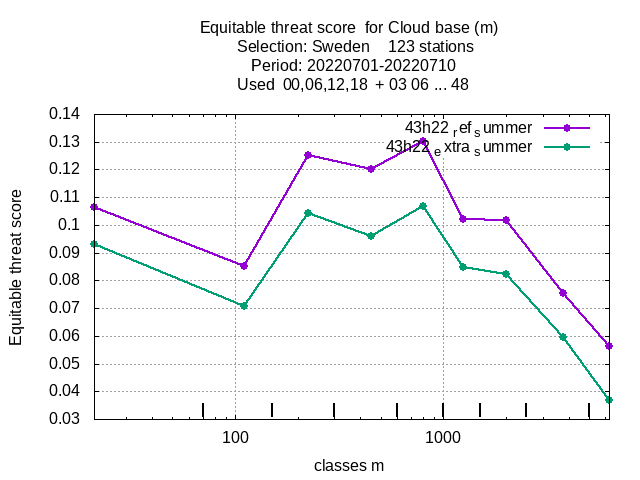 Equitable threat score  for Cloud base (m)
Selection: Sweden    123 stations
Period: 20220701-20220710
Used  00,06,12,18  + 03 06 ... 48
43h22 ref summer
43h22 extra summer
Equitable threat score
0.14
0.13
0.12
0.11
0.1
0.09
0.08
0.07
0.06
0.05
0.04
0.03
100
1000
classes m